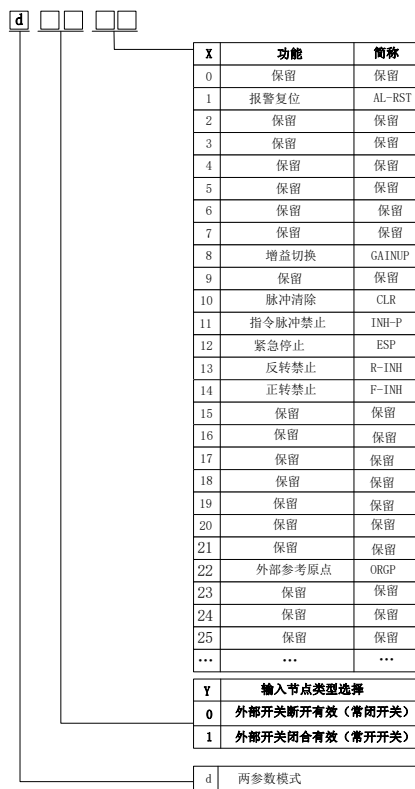 d
X 功能 简称
0 保留 保留
1 报警复位 AL-RST
2 保留 保留
3 保留 保留
4 保留 保留
5 保留 保留
6 保留 保留
7 保留 保留
8 增益切换 GAINUP
9 保留 保留
10 脉冲清除 CLR
11 指令脉冲禁止 INH-P
12 紧急停止 ESP
13 反转禁止 R-INH
14 正转禁止 F-INH
15 保留 保留
16 保留 保留
17 保留 保留
18 保留 保留
19 保留 保留
20 保留 保留
21 保留 保留
22 外部参考原点 ORGP
23 保留 保留
24 保留 保留
25 保留 保留
… … …
Y 输入节点类型选择
0 外部开关断开有效（常闭开关）
1 外部开关闭合有效（常开开关）
d 两参数模式